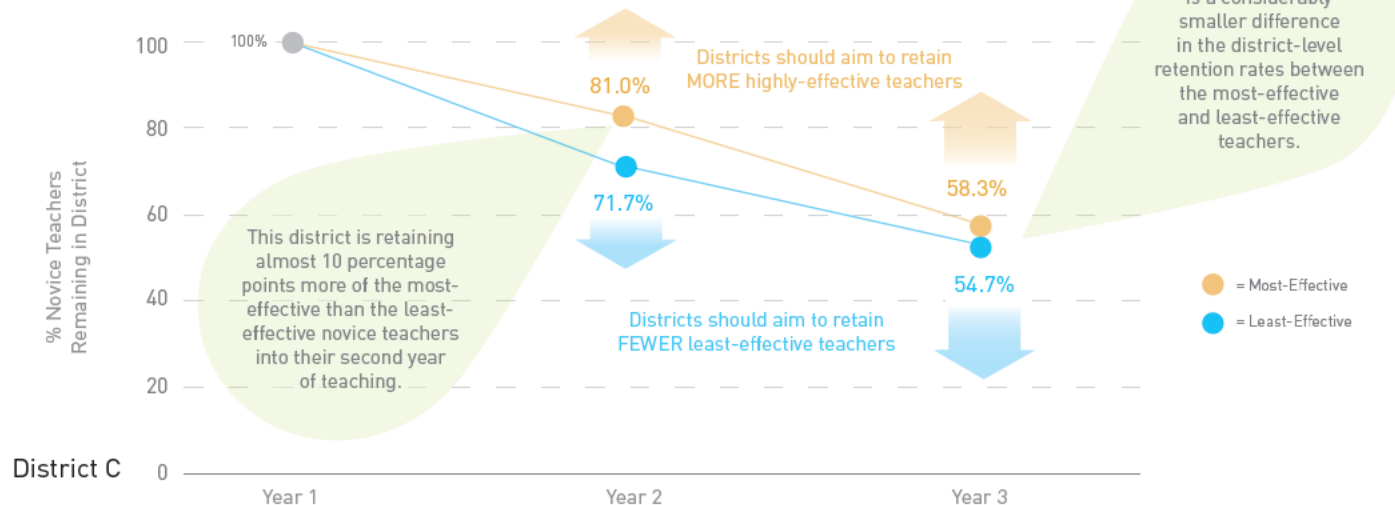 is a considerably
smaller difference
in the district-level
retention rates between
the most-effective
and least-effective
teachers.
100
100%
81.0%
Districts should aim to retain
MORE highly-effective teachers
80
71.7%
58.3%
% Novice Teachers
Remaining in District
60
This district is retaining
almost 10 percentage
points more of the most-
effective than the least-
effective novice teachers
into their second year
of teaching.
40
54.7%
Districts should aim to retain
FEWER least-effective teachers
= Most-Effective
= Least-Effective
20
District C
0
Year 1
Year 2
Year 3